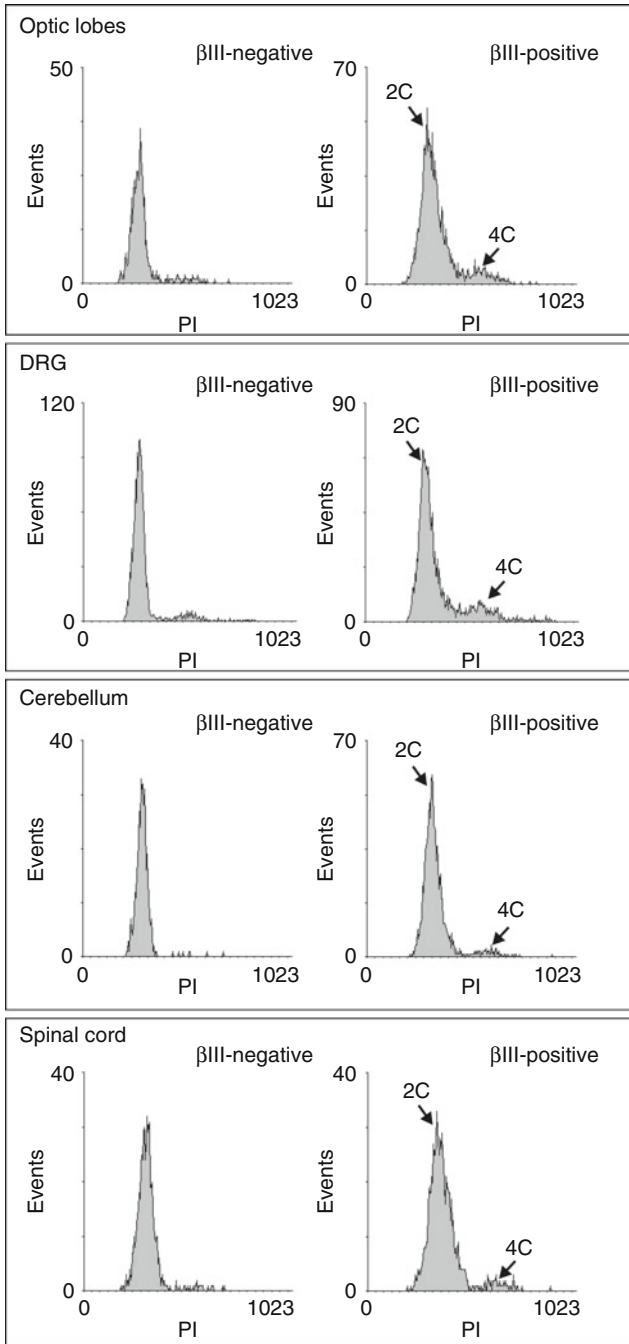 Optic lobes
βIII-negative βIII-positive
50 70
2C
4C
Events Events
0 0
0 1023 0 1023
PI PI
DRG
βIII-negative βIII-positive
120 90
2C
4C
Events Events
0 0
0 1023 0 1023
PI PI
Cerebellum
βIII-negative βIII-positive
40 70
2C
4C
Events Events
0 0
0 1023 0 1023
PI PI
Spinal cord
βIII-negative βIII-positive
40 40
2C
4C
Events Events
0 0
0 1023 0 1023
PI PI